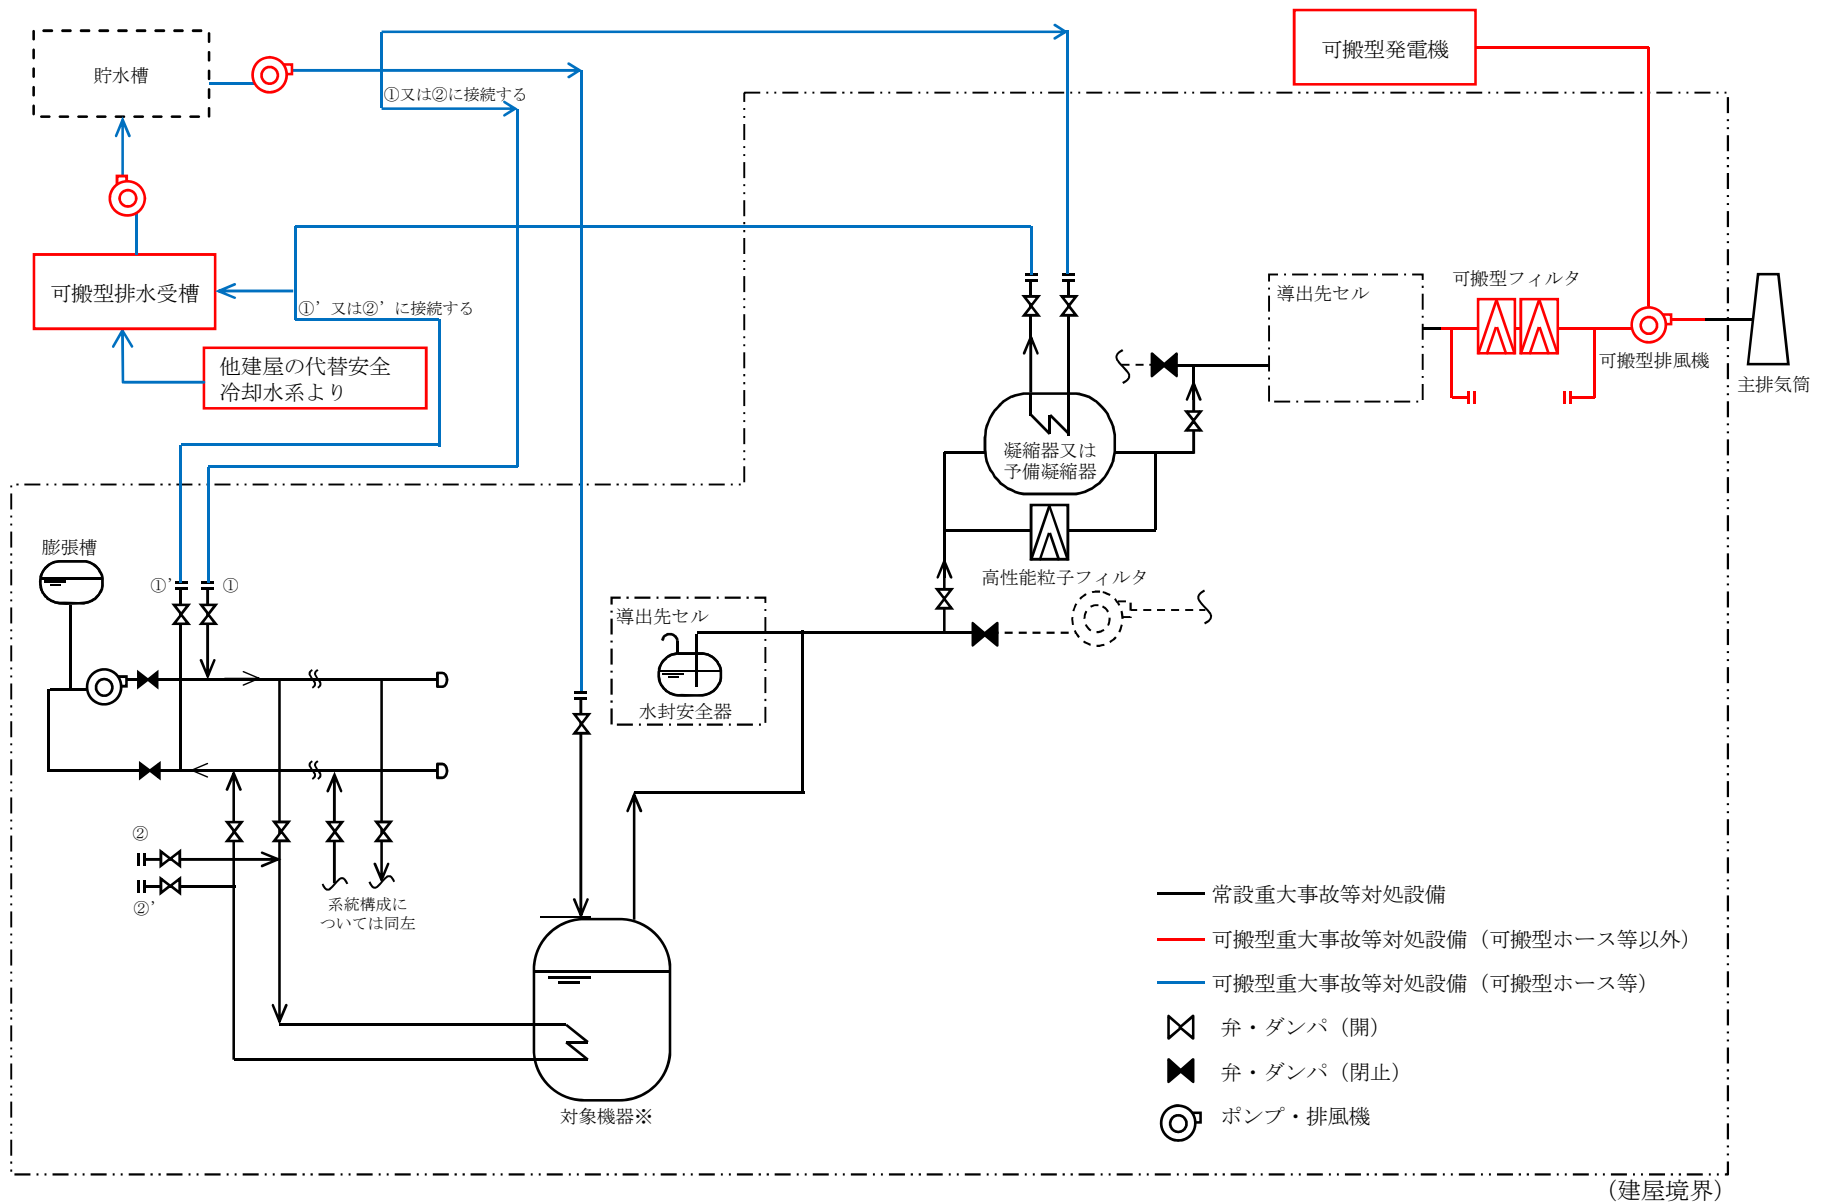 可搬型発電機
貯水槽
①又は②に接続する
可搬型排水受槽
①’又は②’に接続する
他建屋の代替安全
冷却水系より
導出先セル
可搬型フィルタ
可搬型排風機
主排気筒
凝縮器又は
予備凝縮器
高性能粒子フィルタ
膨張槽
①’
①
導出先セル
水封安全器
②
②’
系統構成に
ついては同左
対象機器※
常設重大事故等対処設備
可搬型重大事故等対処設備（可搬型ホース等以外）
可搬型重大事故等対処設備（可搬型ホース等）
弁・ダンパ（開）
弁・ダンパ（閉止）
ポンプ・排風機
（建屋境界）